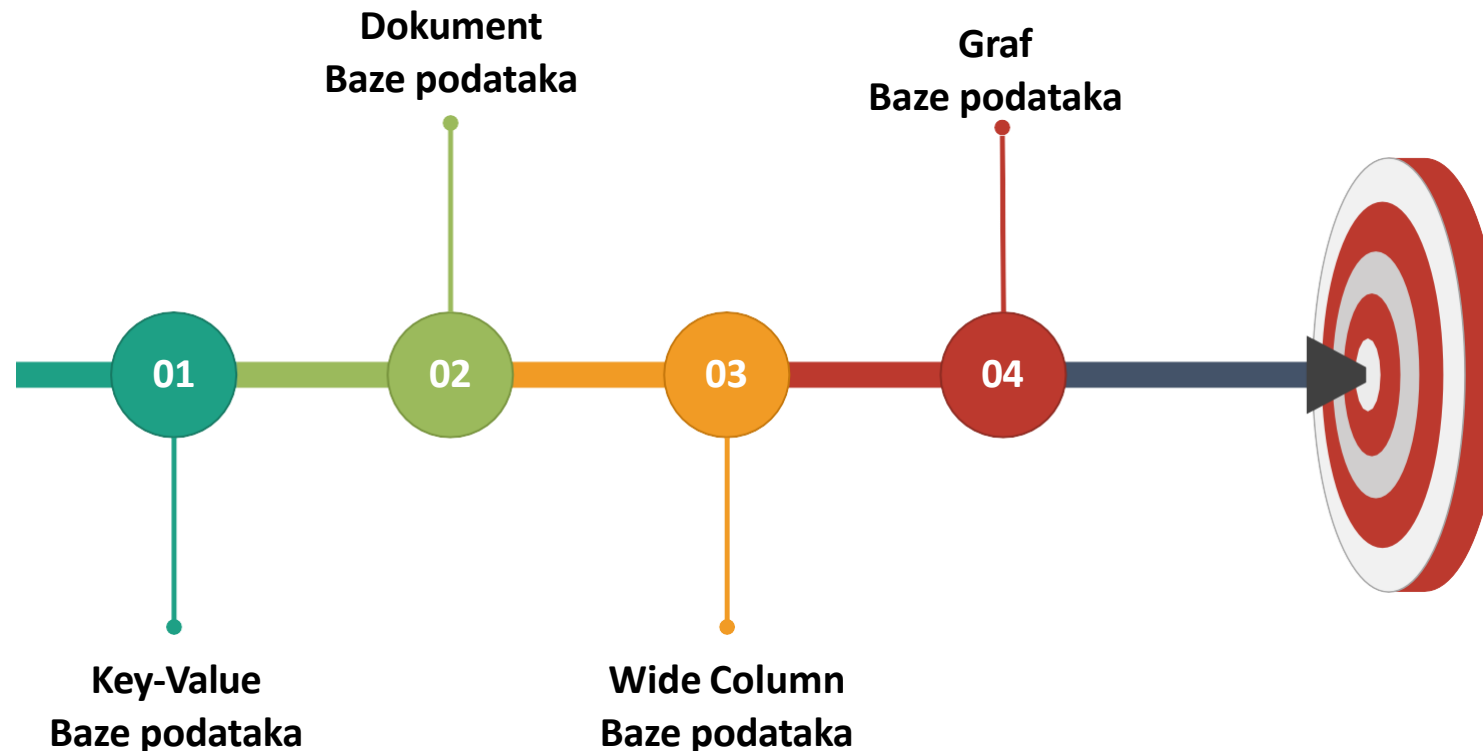 Dokument
Baze podataka
Graf
Baze podataka
01
02
03
04
Key-Value
Baze podataka
Wide Column
Baze podataka